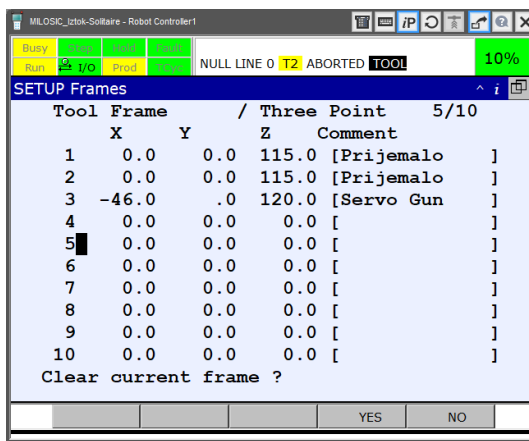 MILOSIC_Iztok-Solitaire - Robot Controller1
iP
Busy Step Hold Fault
Run I/O Prod TCyc
NULL LINE 0 T2 ABORTED TOOL
10%
SETUP Frames
^ i
Tool Frame / Three Point 5/10
X Y Z Comment
1 0.0 0.0 115.0 [Prijemalo ]
2 0.0 0.0 115.0 [Prijemalo ]
3 -46.0 .0 120.0 [Servo Gun ]
4 0.0 0.0 0.0 [ ]
5 0.0 0.0 0.0 [ ]
6 0.0 0.0 0.0 [ ]
7 0.0 0.0 0.0 [ ]
8 0.0 0.0 0.0 [ ]
9 0.0 0.0 0.0 [ ]
10 0.0 0.0 0.0 [ ]
Clear current frame ?
YES NO